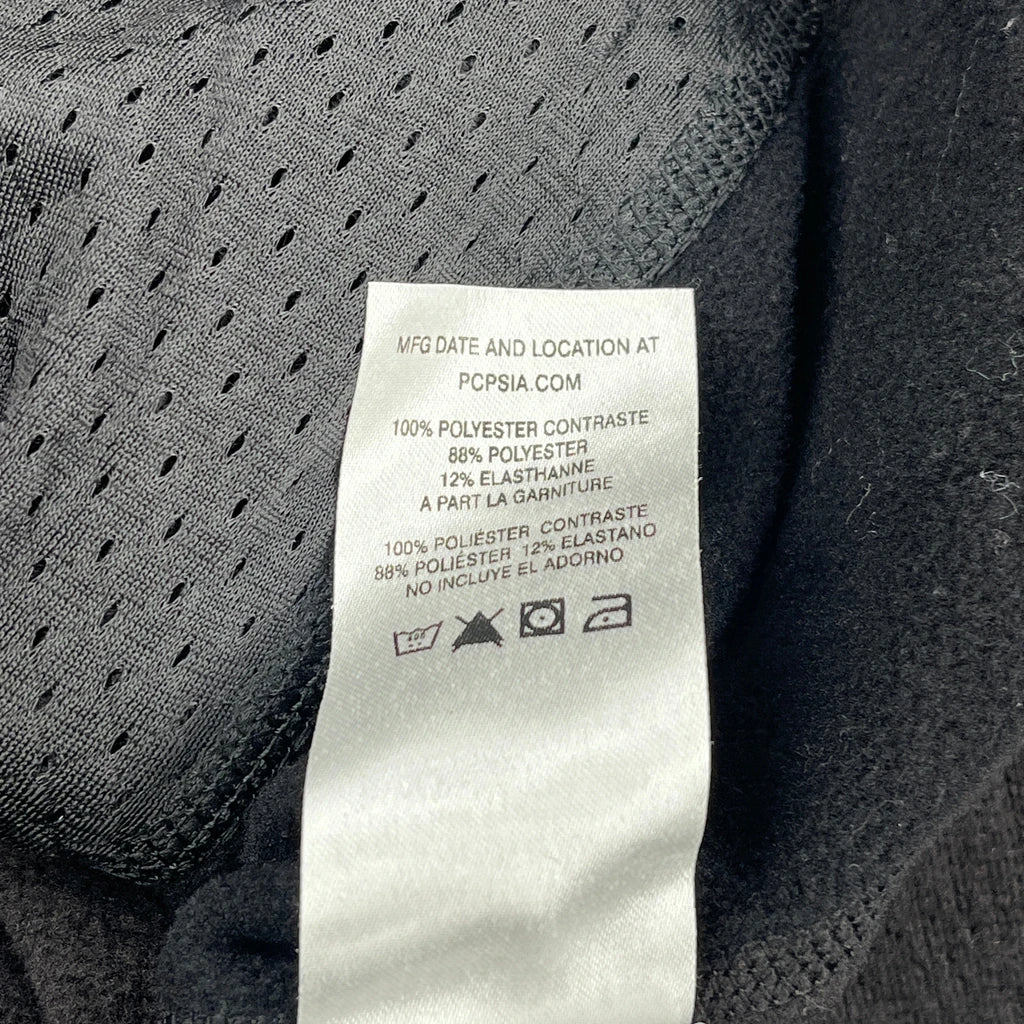 MFG DATE AND LOCATION AT
PCPSIA.COM
100% POLYESTER CONTRASTE
88% POLYESTER
12% ELASTHANNE
A PART LA GARNITURE
100% POLIÉSTER CONTRASTE
88% POLIÉSTER 12% ELASTANO
NO INCLUYE EL ADORNO